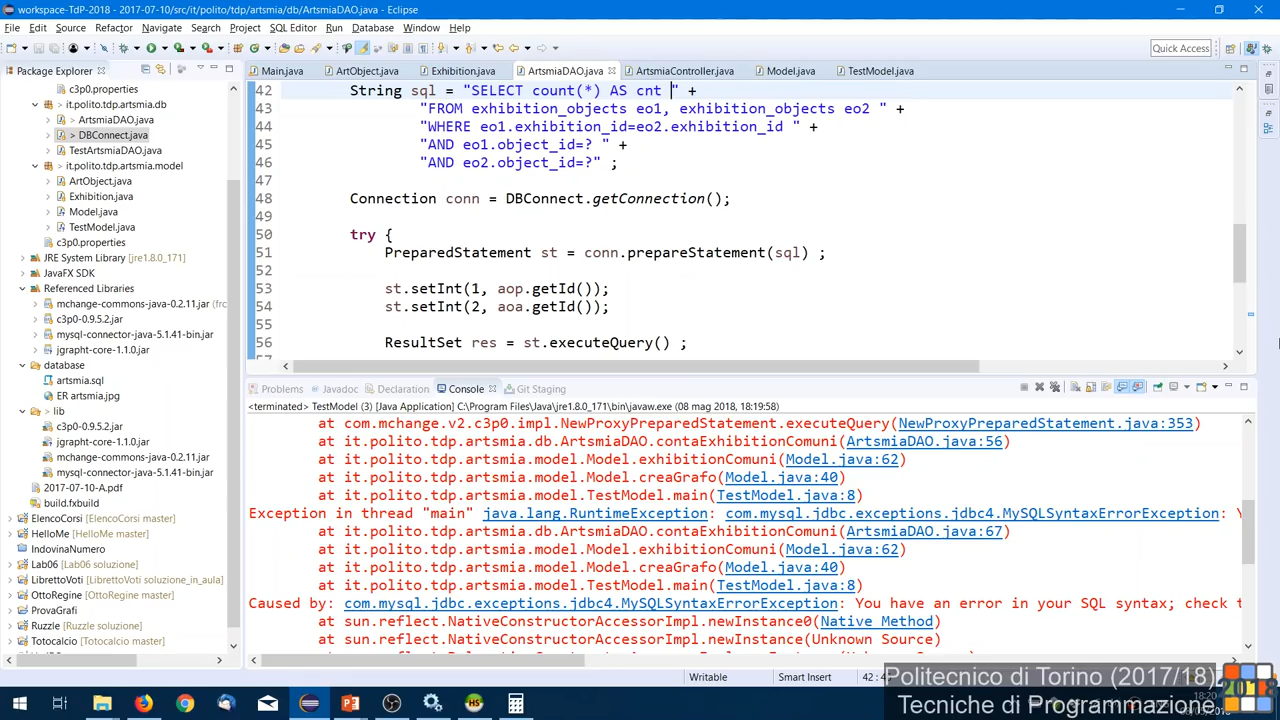 workspace-TdP-2018 - 2017-07-10/src/it/polito/tdp/artsmia/db/ArtsmiaDAO.java - Eclipse
File Edit Source Refactor Navigate Search Project SQL Editor Run Database Window Help
Quick Access
Package Explorer
Main.java ArtObject.java Exhibition.java ArtsmiaDAO.java ArtsmiaController.java Model.java TestModel.java
c3p0.properties
it.polito.tdp.artsmia.db
ArtsmiaDAO.java
> DBConnect.java
TestArtsmiaDAO.java
> it.polito.tdp.artsmia.model
ArtObject.java
Exhibition.java
Model.java
TestModel.java
c3p0.properties
JRE System Library [jre1.8.0_171]
JavaFX SDK
Referenced Libraries
mchange-commons-java-0.2.11.jar (frc
c3p0-0.9.5.2.jar
mysql-connector-java-5.1.41-bin.jar
jgrapht-core-1.1.0.jar
database
artsmia.sql
ER artsmia.jpg
> lib
c3p0-0.9.5.2.jar
jgrapht-core-1.1.0.jar
mchange-commons-java-0.2.11.jar
mysql-connector-java-5.1.41-bin.jar
2017-07-10-A.pdf
build.fxbuild
ElencoCorsi [ElencoCorsi master]
HelloMe [HelloMe master]
IndovinaNumero
Lab06 [Lab06 master]
LibrettoVoti [LibrettoVoti soluzione_in_aula]
OttoRegine [OttoRegine master]
ProvaGrafi
Ruzzle [Ruzzle soluzione]
Totocalcio [Totocalcio master]
42 String sql = "SELECT count(*) AS cnt " +
43 "FROM exhibition_objects eo1, exhibition_objects eo2 " +
44 "WHERE eo1.exhibition_id=eo2.exhibition_id " +
45 "AND eo1.object_id=? " +
46 "AND eo2.object_id=?" ;
47
48 Connection conn = DBConnect.getConnection();
49
50 try {
51 PreparedStatement st = conn.prepareStatement(sql) ;
52
53 st.setInt(1, aop.getId());
54 st.setInt(2, aoa.getId());
55
56 ResultSet res = st.executeQuery() ;
Problems Javadoc Declaration Console Git Staging
<terminated> TestModel (3) [Java Application] C:\Program Files\Java\jre1.8.0_171\bin\javaw.exe (08 mag 2018, 18:19:58)
at com.mchange.v2.c3p0.impl.NewProxyPreparedStatement.executeQuery(NewProxyPreparedStatement.java:353)
at it.polito.tdp.artsmia.db.ArtsmiaDAO.contaExhibitionComuni(ArtsmiaDAO.java:56)
at it.polito.tdp.artsmia.model.Model.exhibitionComuni(Model.java:62)
at it.polito.tdp.artsmia.model.Model.creaGrafo(Model.java:40)
at it.polito.tdp.artsmia.model.TestModel.main(TestModel.java:8)
Exception in thread "main" java.lang.RuntimeException: com.mysql.jdbc.exceptions.jdbc4.MySQLSyntaxErrorException: Y
at it.polito.tdp.artsmia.db.ArtsmiaDAO.contaExhibitionComuni(ArtsmiaDAO.java:67)
at it.polito.tdp.artsmia.model.Model.exhibitionComuni(Model.java:62)
at it.polito.tdp.artsmia.model.Model.creaGrafo(Model.java:40)
at it.polito.tdp.artsmia.model.TestModel.main(TestModel.java:8)
Caused by: com.mysql.jdbc.exceptions.jdbc4.MySQLSyntaxErrorException: You have an error in your SQL syntax; check t
at sun.reflect.NativeConstructorAccessorImpl.newInstance0(Native Method)
at sun.reflect.NativeConstructorAccessorImpl.newInstance(Unknown Source)
Writable Smart Insert 42 : 4
Politecnico di Torino (2017/18)
Tecniche di Programmazione
2018
18:20